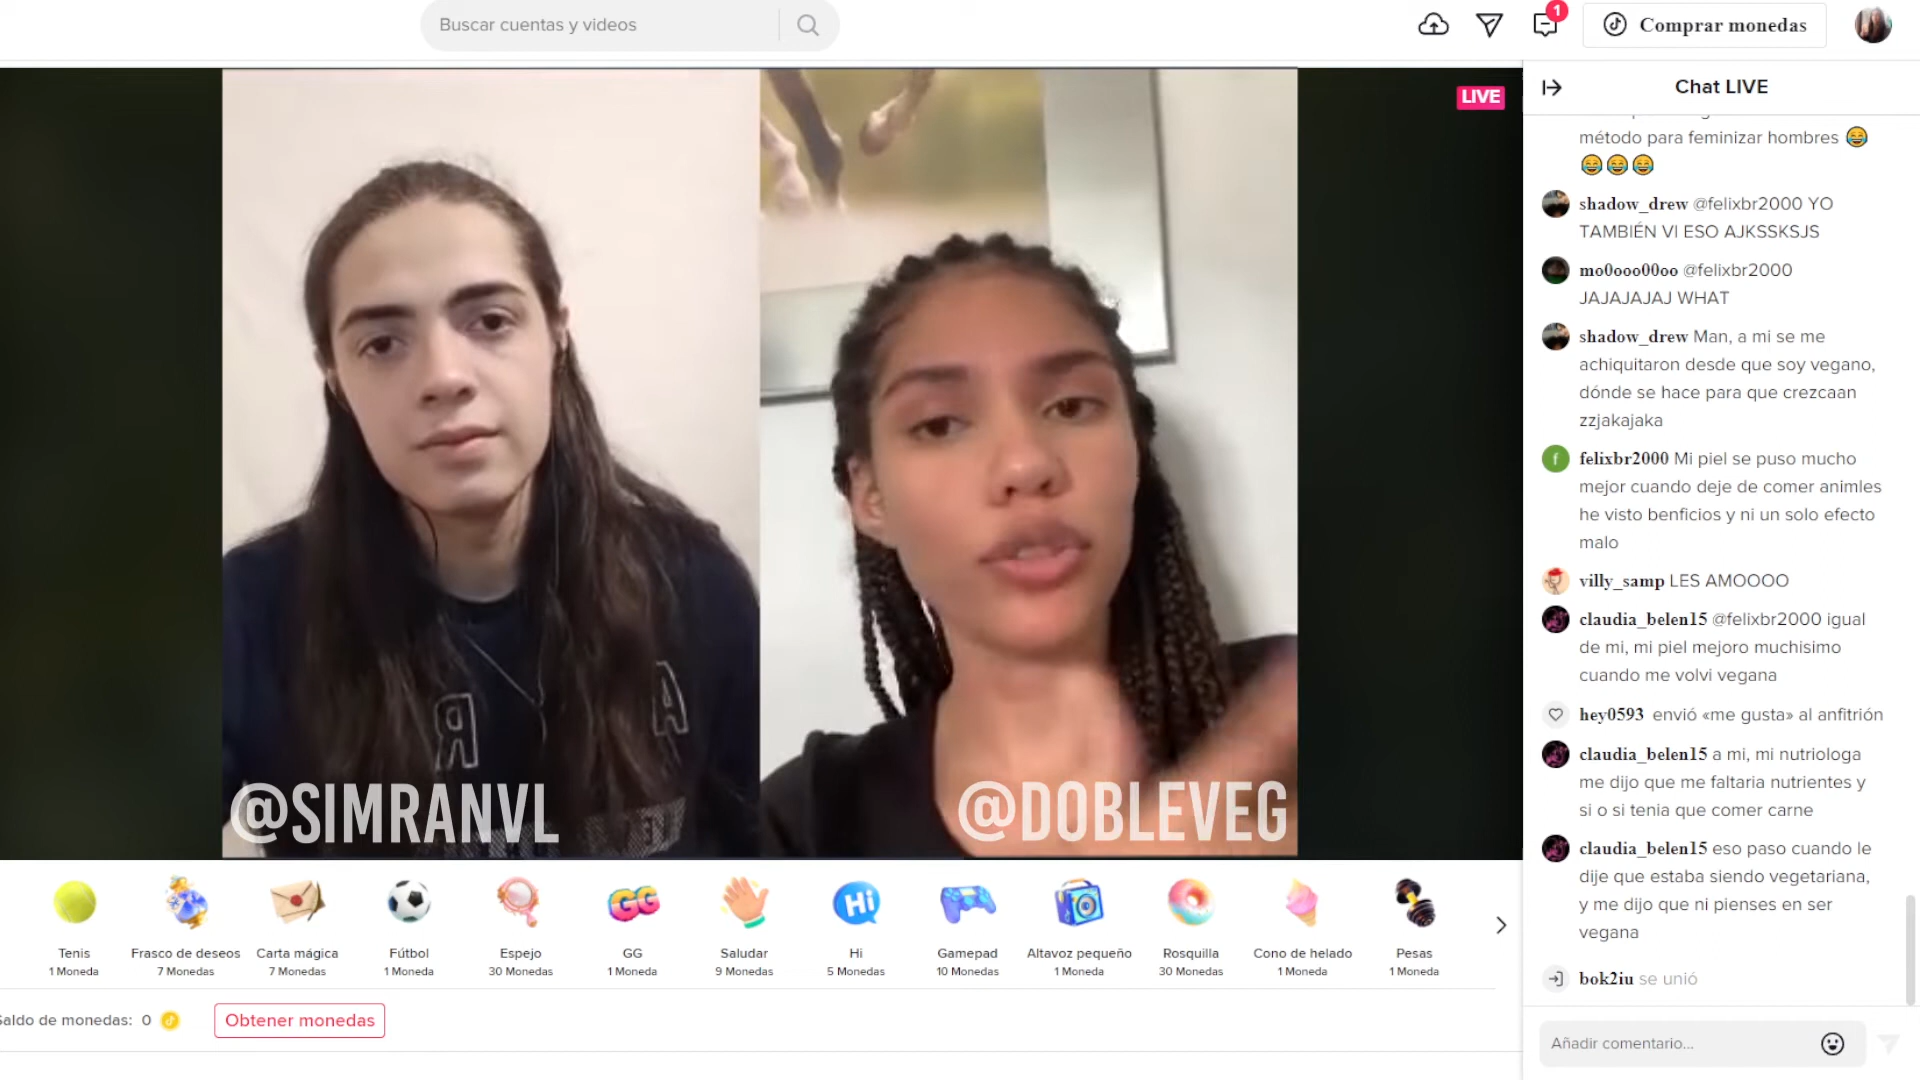 Buscar cuentas y videos
1
Comprar monedas
LIVE
Chat LIVE
método para feminizar hombres 😂
😂😂😂
shadow_drew @felixbr2000 YO
TAMBIÉN VI ESO AJKSSKSJS
mo0ooo00oo @felixbr2000
JAJAJAJAJ WHAT
shadow_drew Man, a mi se me
achiquitaron desde que soy vegano,
dónde se hace para que crezcaan
zzjakajaka
f
felixbr2000 Mi piel se puso mucho
mejor cuando deje de comer animles
he visto benficios y ni un solo efecto
malo
villy_samp LES AMOOOO
claudia_belen15 @felixbr2000 igual
de mi, mi piel mejoro muchisimo
cuando me volvi vegana
hey0593 envió «me gusta» al anfitrión
claudia_belen15 a mi, mi nutriologa
me dijo que me faltaria nutrientes y
si o si tenia que comer carne
claudia_belen15 eso paso cuando le
dije que estaba siendo vegetariana,
y me dijo que ni pienses en ser
vegana
bok2iu se unió
Añadir comentario...
@SIMRANVL
@DOBLEVEG
GG
Hi
Tenis
1 Moneda
Frasco de deseos
7 Monedas
Carta mágica
7 Monedas
Fútbol
1 Moneda
Espejo
30 Monedas
GG
1 Moneda
Saludar
9 Monedas
Hi
5 Monedas
Gamepad
10 Monedas
Altavoz pequeño
1 Moneda
Rosquilla
30 Monedas
Cono de helado
1 Moneda
Pesas
1 Moneda
Saldo de monedas: 0
Obtener monedas